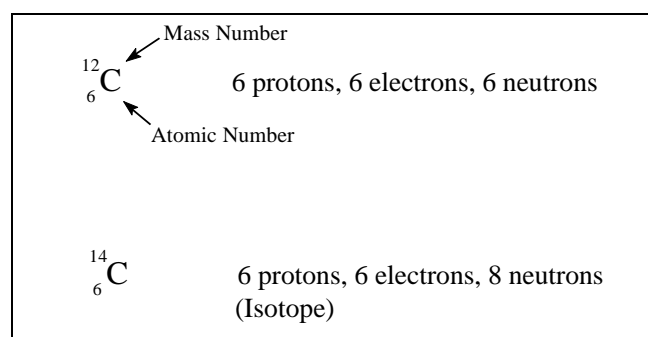 Mass Number
12
6 C 6 protons, 6 electrons, 6 neutrons
Atomic Number
14
6 C 6 protons, 6 electrons, 8 neutrons
(Isotope)